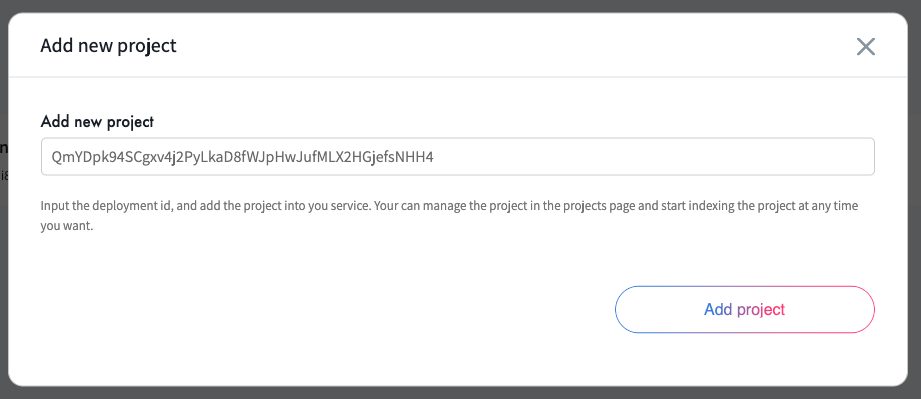 Add new project
Add new project
QmYDpk94SCgxv4j2PyLkaD8fWJpHwJufMLX2HGjefsNHH4
Input the deployment id, and add the project into you service. Your can manage the project in the projects page and start indexing the project at any time
you want.
Add project